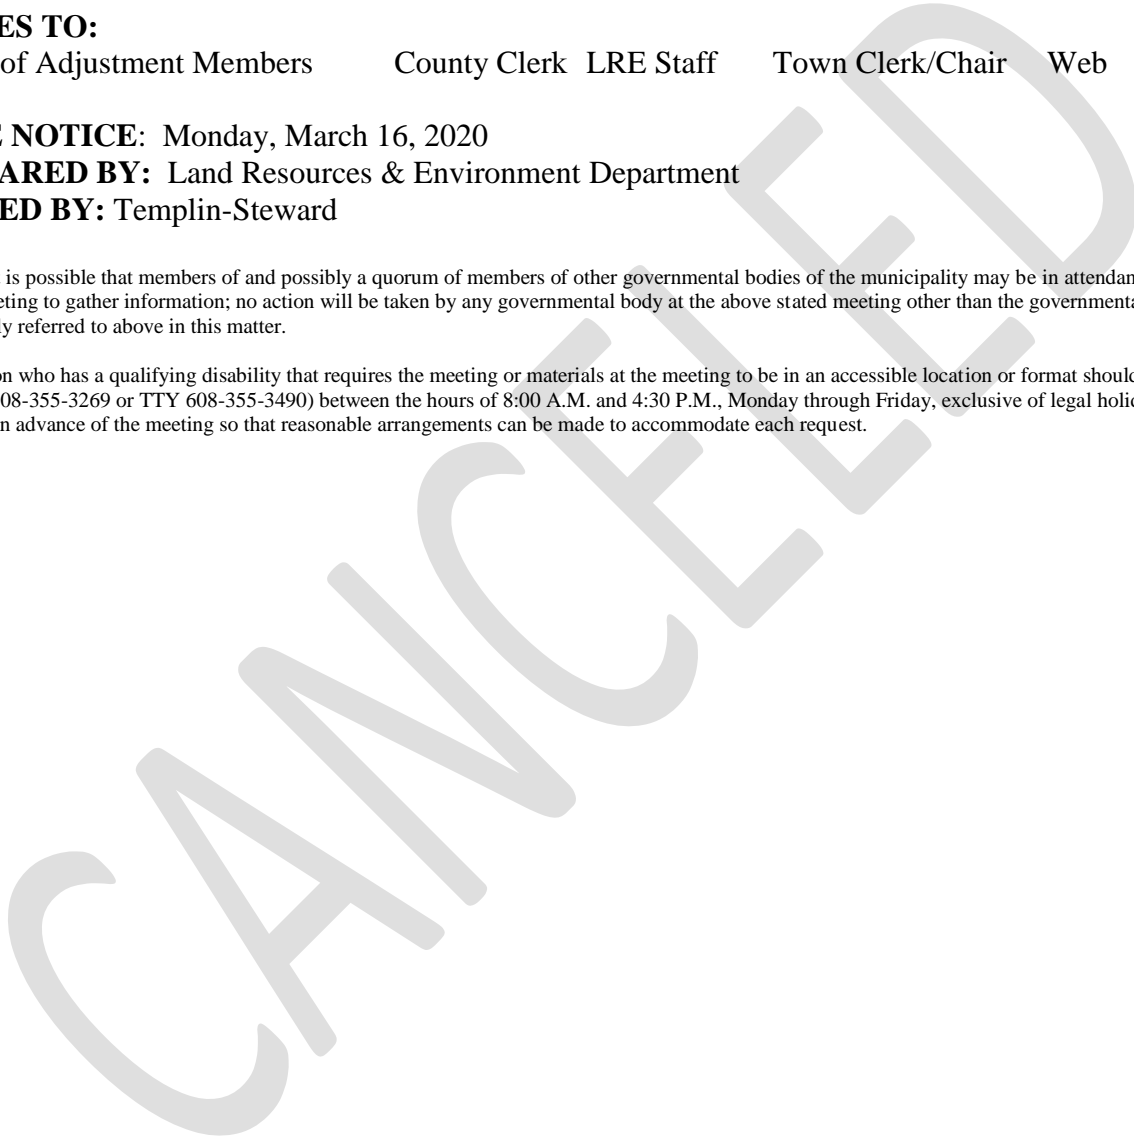 ES TO:
of Adjustment Members County Clerk LRE Staff Town Clerk/Chair Web
E NOTICE: Monday, March 16, 2020
ARED BY: Land Resources & Environment Department
ED BY: Templin-Steward
is possible that members of and possibly a quorum of members of other governmental bodies of the municipality may be in attendan
eting to gather information; no action will be taken by any governmental body at the above stated meeting other than the governmenta
ly referred to above in this matter.
on who has a qualifying disability that requires the meeting or materials at the meeting to be in an accessible location or format should
08-355-3269 or TTY 608-355-3490) between the hours of 8:00 A.M. and 4:30 P.M., Monday through Friday, exclusive of legal holid
n advance of the meeting so that reasonable arrangements can be made to accommodate each request.
CANCELED